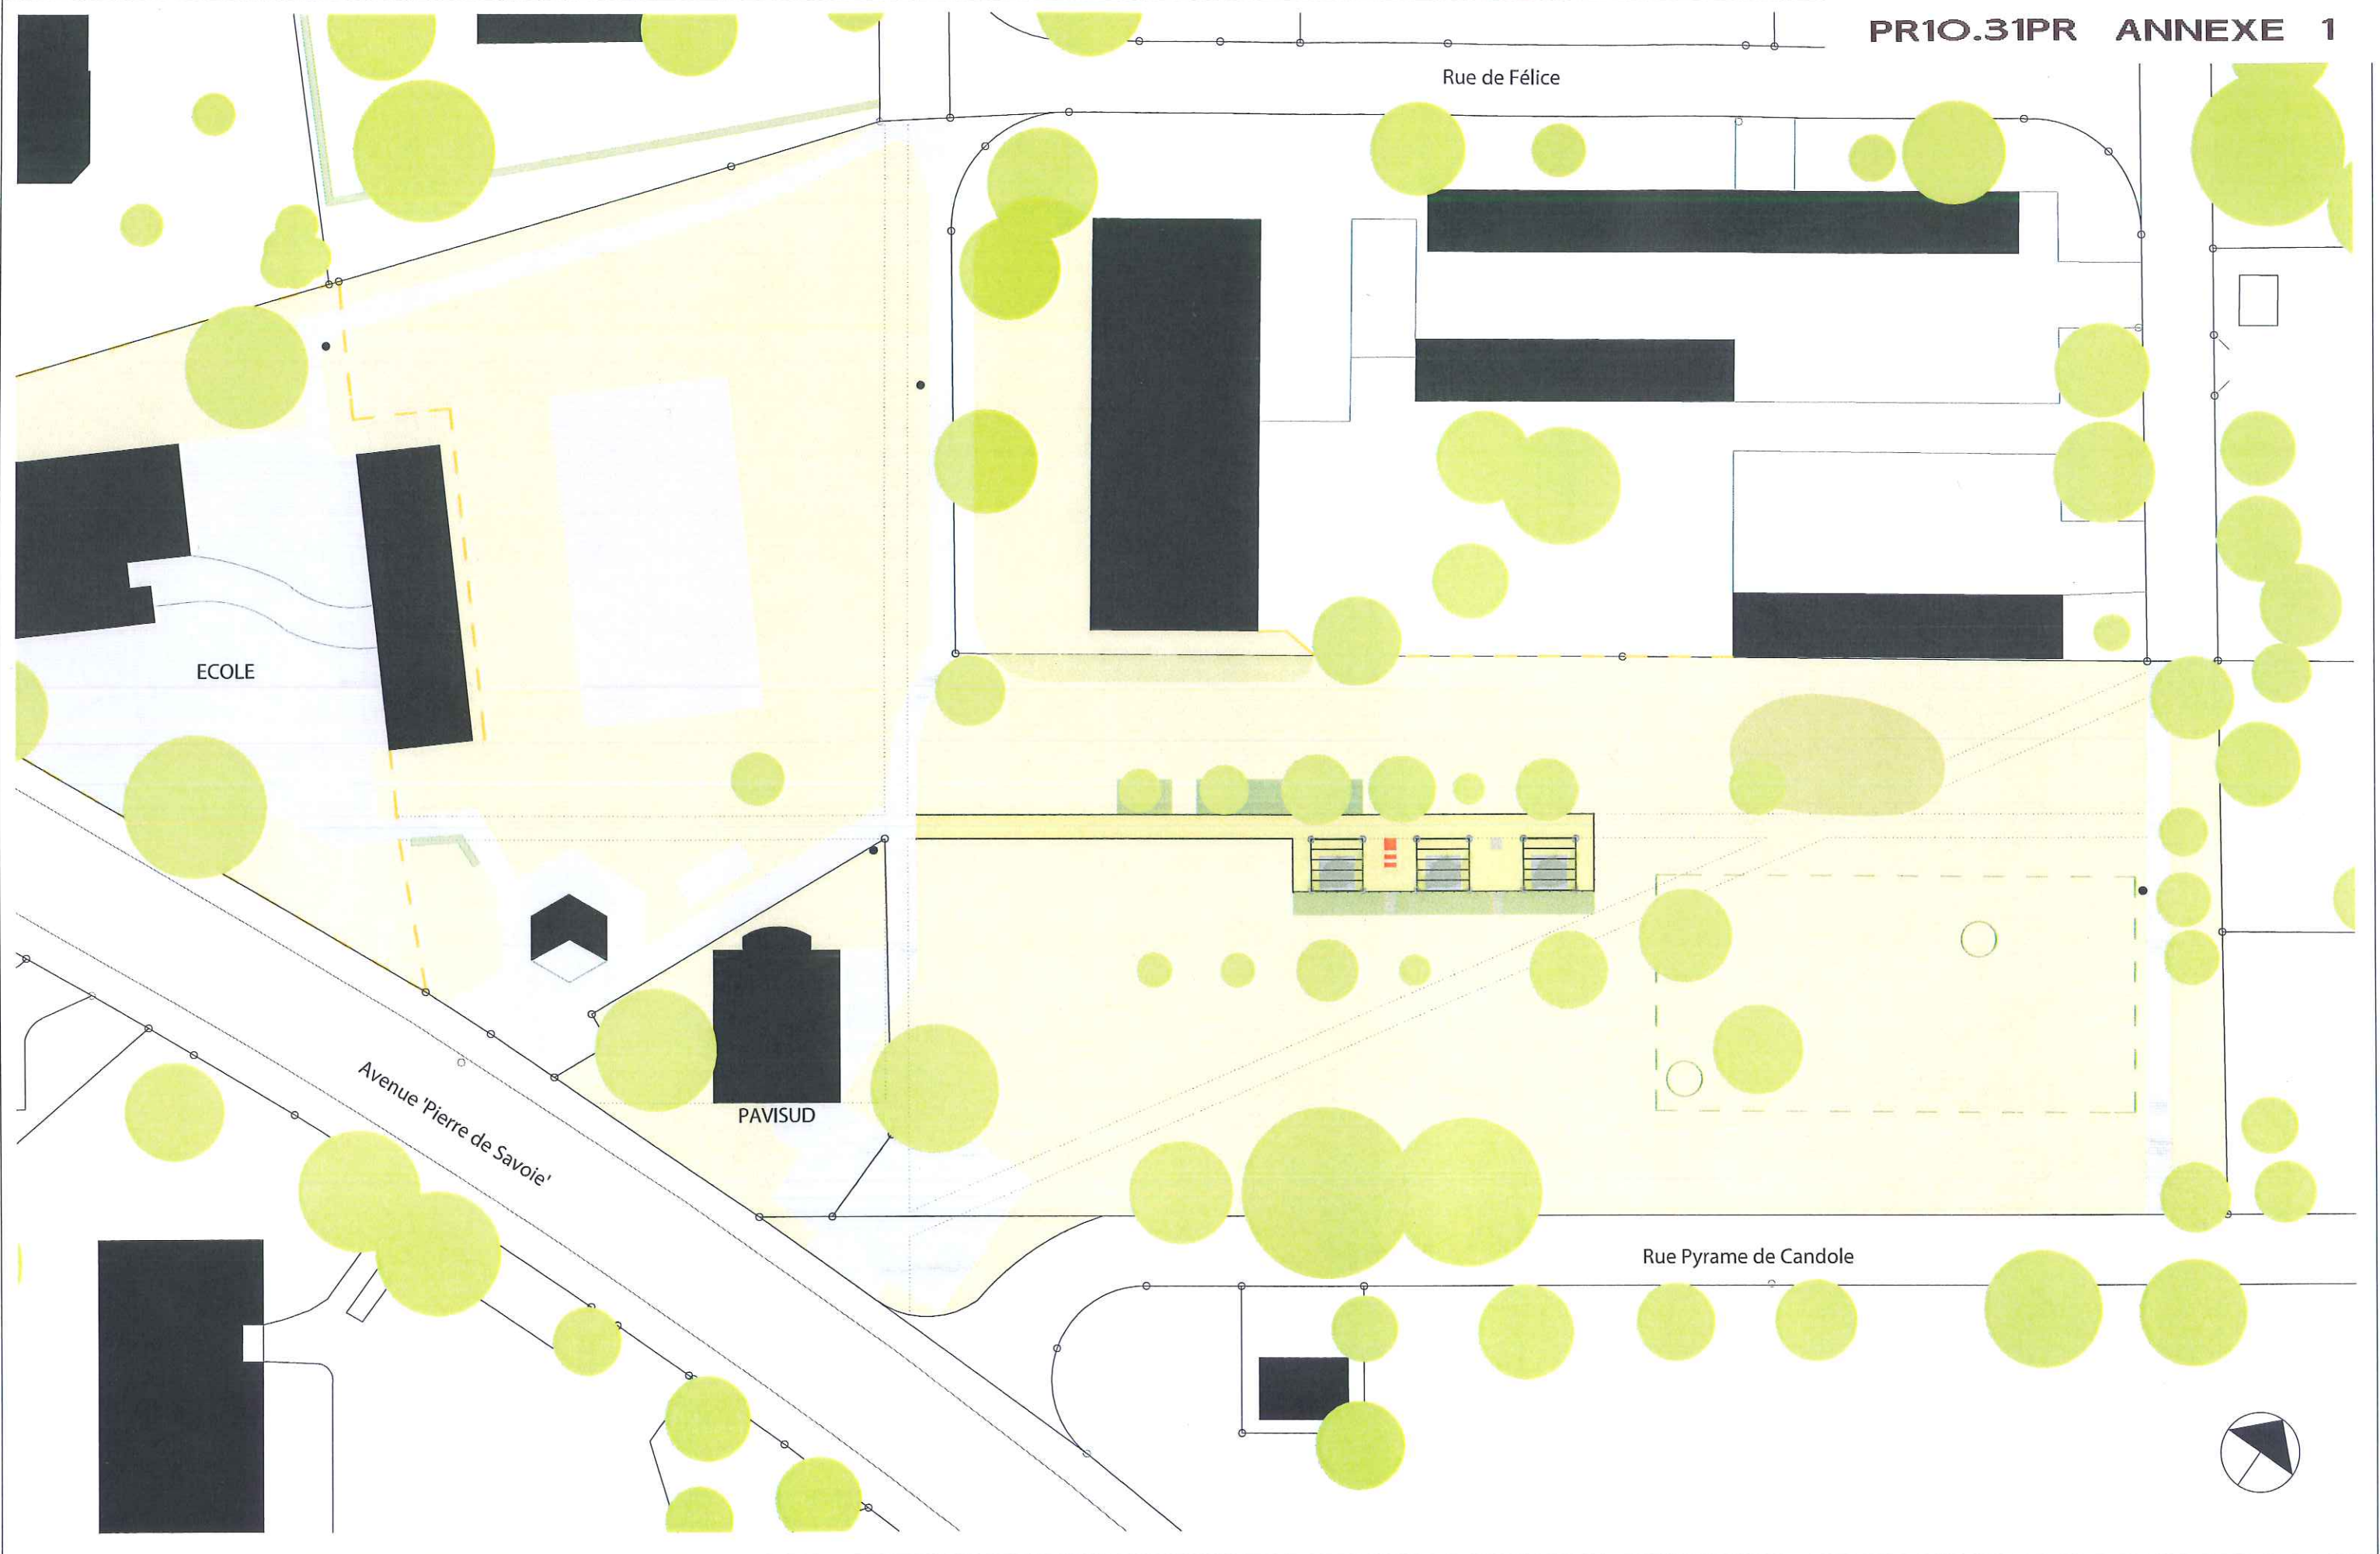 PR10.31PR ANNEXE 1
Rue de Félice
ECOLE
Avenue 'Pierre de Savoie'
PAVISUD
Rue Pyrame de Candole